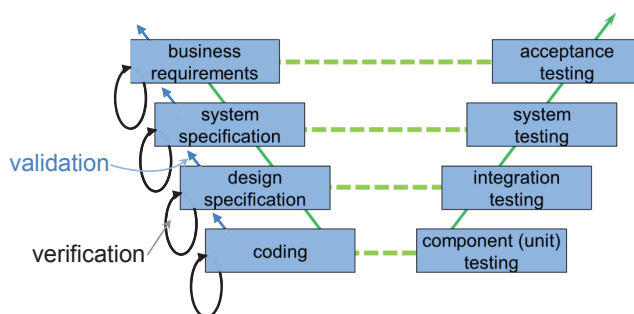 business
requirements
acceptance
testing
system
specification
system
testing
validation
design
specification
integration
testing
verification
coding
component (unit)
testing